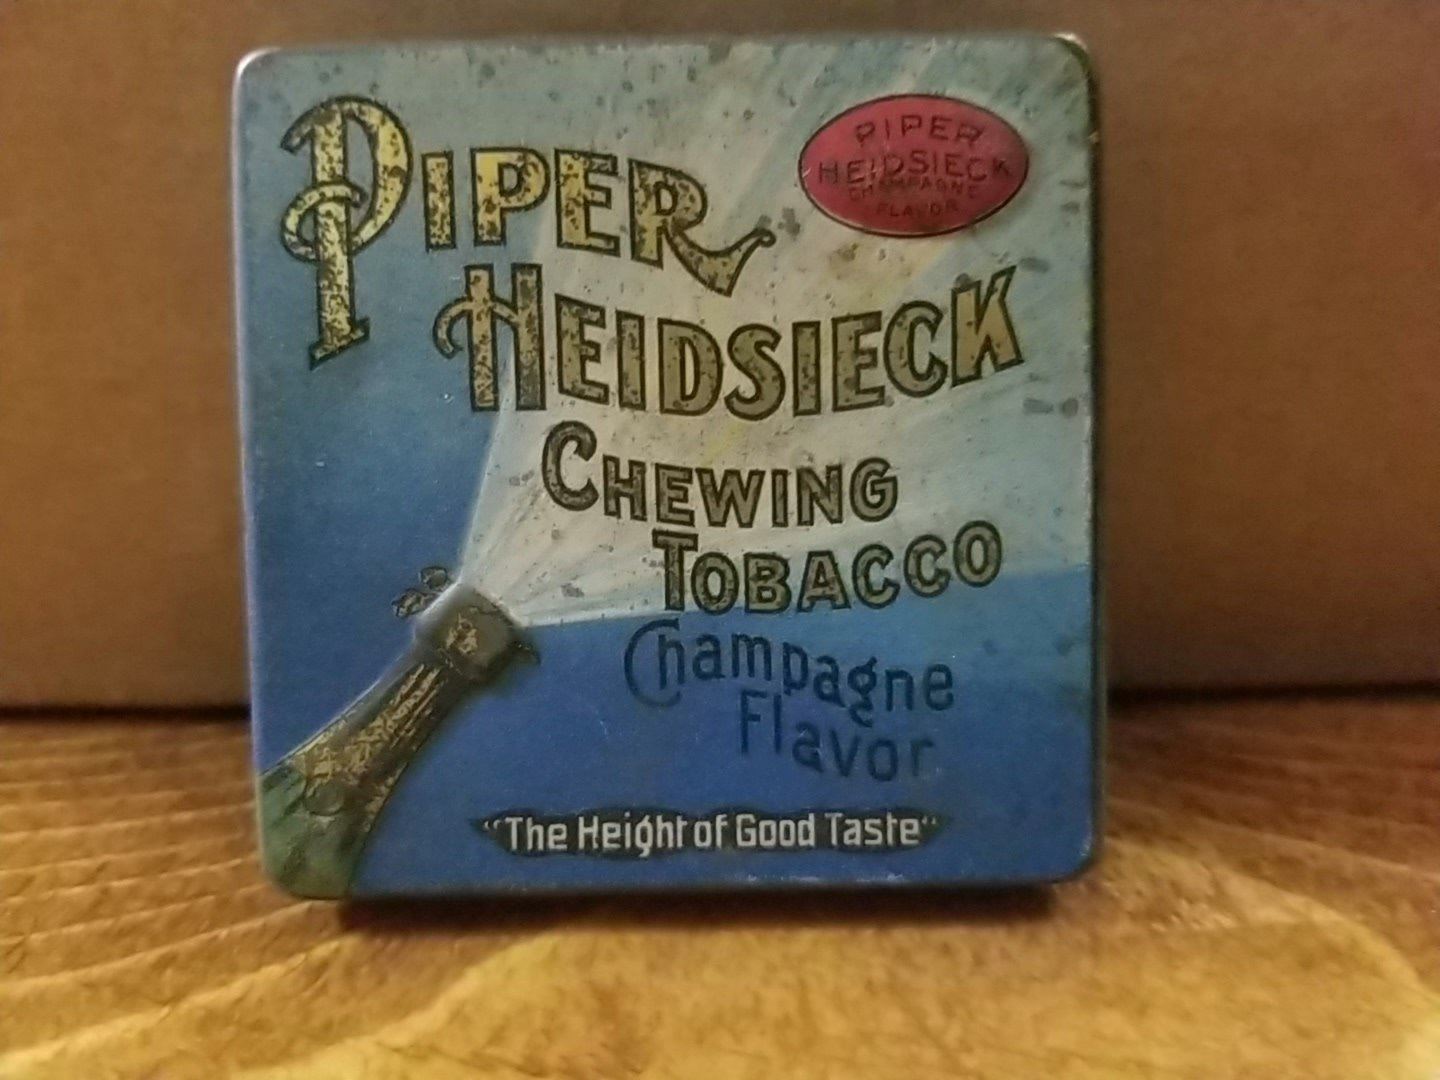 PIPER
HEIDSIECK
CHAMPAGNE
FLAVOR
PIPER
HEIDSIECK
CHEWING
TOBACCO
Champagne
Flavor
"The Height of Good Taste"